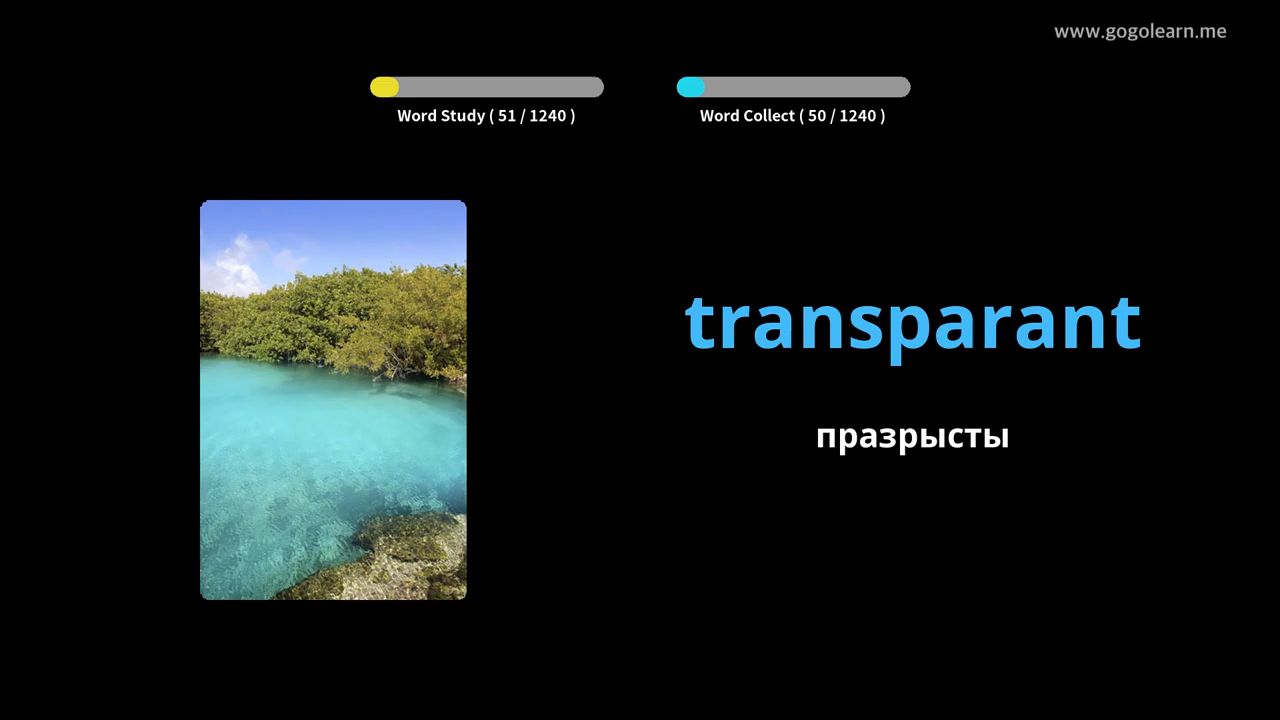 www.gogolearn.me
Word Study ( 51 / 1240 )
Word Collect ( 50 / 1240 )
transparant
празрысты